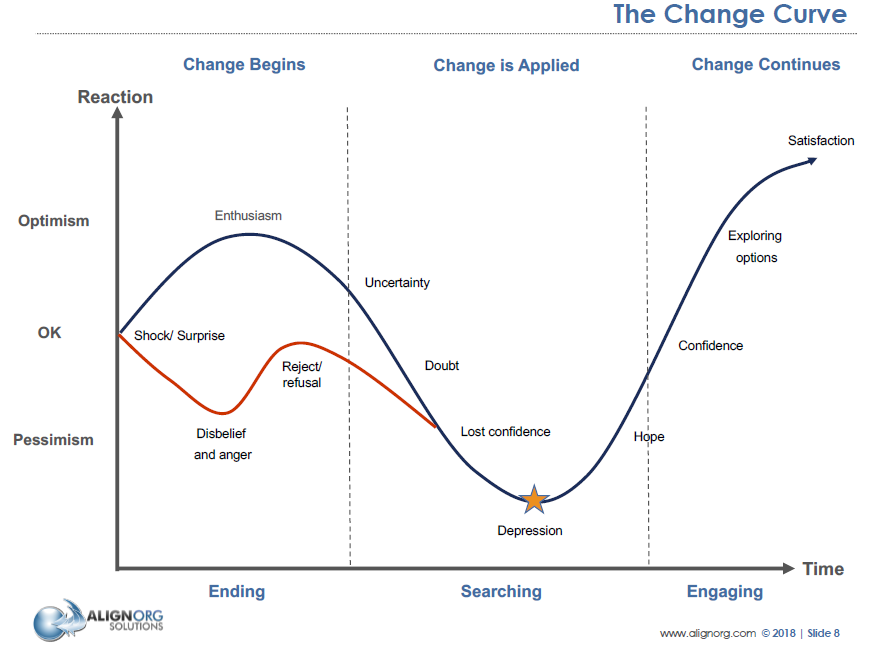 The Change Curve
Change Begins
Change is Applied
Change Continues
Reaction
Satisfaction
Optimism
Enthusiasm
Exploring
options
Uncertainty
OK
Shock/ Surprise
Confidence
Reject/
refusal
Doubt
Pessimism
Disbelief
and anger
Lost confidence
Hope
Depression
Time
Ending
Searching
Engaging
ALIGNORG
SOLUTIONS
www.alignorg.com © 2018 | Slide 8